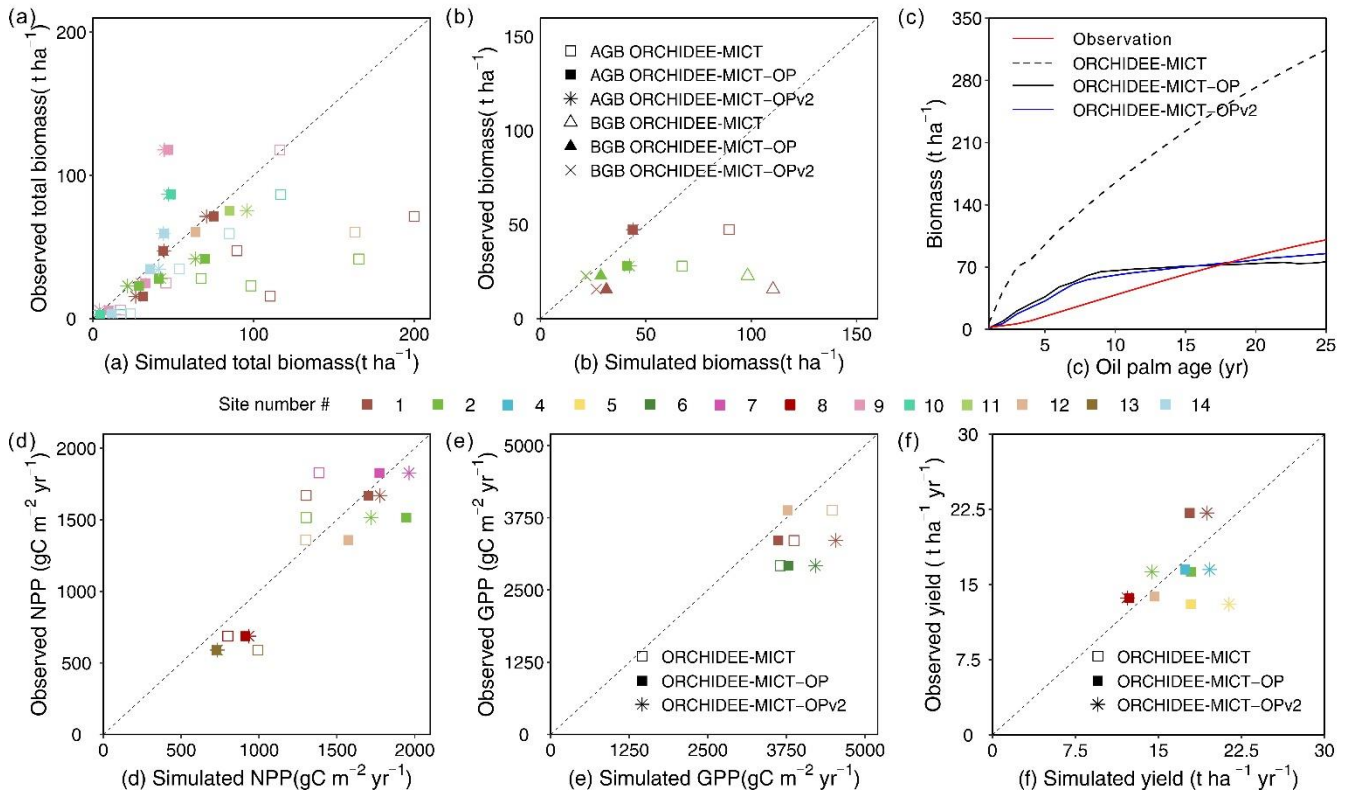 (a)
Observed total biomass( t ha⁻¹)
200
100
0
0 100 200
(a) Simulated total biomass(t ha⁻¹)
(b)
Observed biomass( t ha⁻¹)
150
100
50
0
AGB ORCHIDEE-MICT
AGB ORCHIDEE-MICT-OP
AGB ORCHIDEE-MICT-OPv2
BGB ORCHIDEE-MICT
BGB ORCHIDEE-MICT-OP
BGB ORCHIDEE-MICT-OPv2
0 50 100 150
(b) Simulated biomass(t ha⁻¹)
(c)
Biomass (t ha⁻¹)
350
280
210
140
70
0
Observation
ORCHIDEE-MICT
ORCHIDEE-MICT-OP
ORCHIDEE-MICT-OPv2
5 10 15 20 25
(c) Oil palm age (yr)
Site number # 1 2 4 5 6 7 8 9 10 11 12 13 14
(d)
Observed NPP (gC m⁻² yr⁻¹)
2000
1500
1000
500
0
0 500 1000 1500 2000
(d) Simulated NPP(gC m⁻² yr⁻¹)
(e)
Observed GPP (gC m⁻² yr⁻¹)
5000
3750
2500
1250
0
ORCHIDEE-MICT
ORCHIDEE-MICT-OP
ORCHIDEE-MICT-OPv2
0 1250 2500 3750 5000
(e) Simulated GPP(gC m⁻² yr⁻¹)
(f)
Observed yield ( t ha⁻¹ yr⁻¹)
30
22.5
15
7.5
0
ORCHIDEE-MICT
ORCHIDEE-MICT-OP
ORCHIDEE-MICT-OPv2
0 7.5 15 22.5 30
(f) Simulated yield (t ha⁻¹ yr⁻¹)